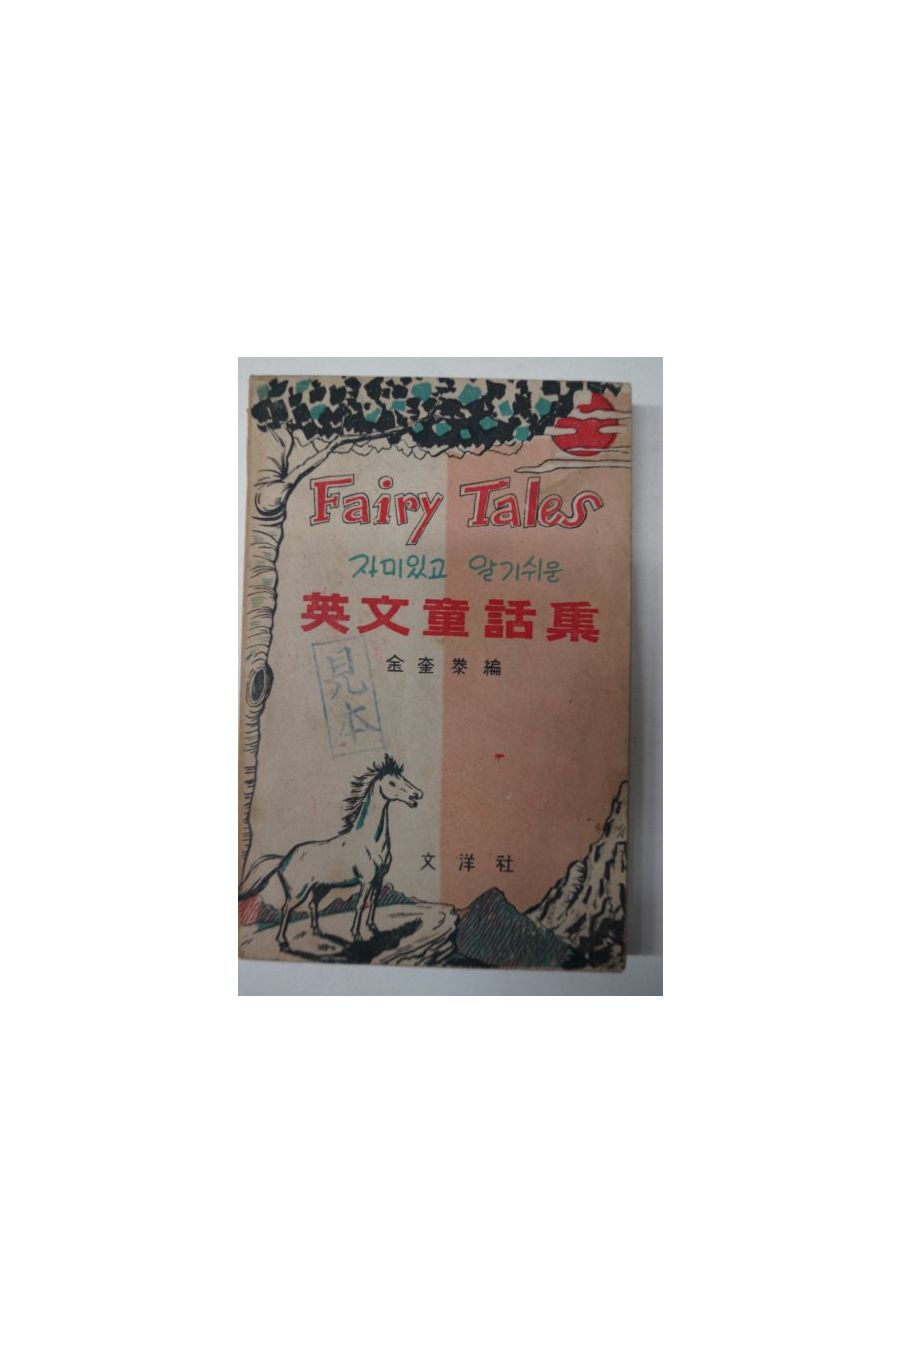 Fairy Tales
자미있고 알기쉬운
英文童話集
金奎泰編
見本
文洋社